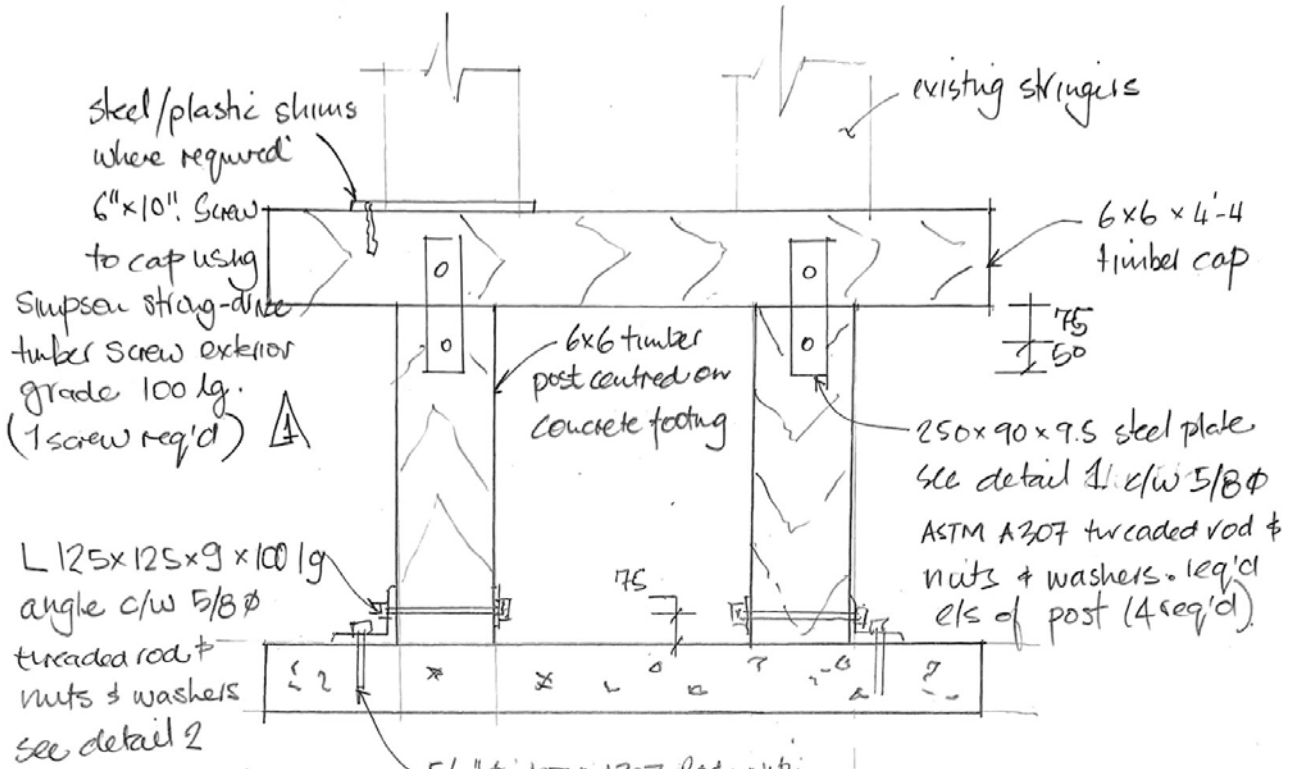 steel/plastic shims
where required
6"x10". Screw
to cap using
Simpson strong-drive
timber screw exterior
grade 100 lg.
(1 screw req'd) 1
existing stringers
6x6 x 4'-4
timber cap
75
50
6x6 timber
post centred on
concrete footing
250x90x9.5 steel plate
see detail 1. c/w 5/8ø
ASTM A307 threaded rod &
nuts & washers. req'd
e/s of post (4 req'd).
75
L 125x125x9x100 lg
angle c/w 5/8ø
threaded rod &
nuts & washers
see detail 2